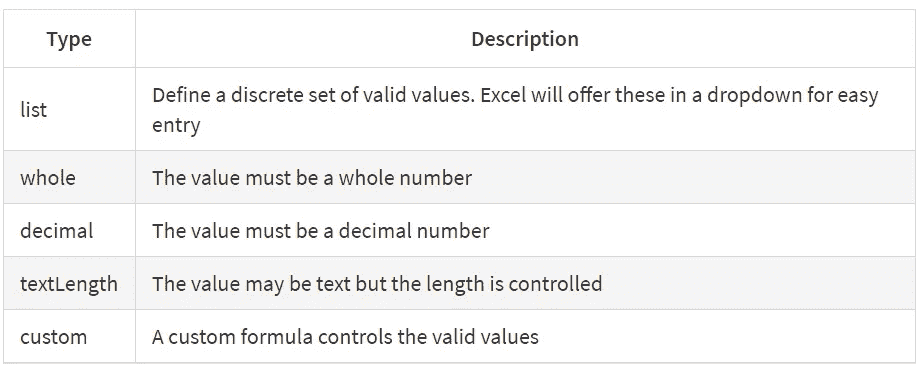 Type Description
list Define a discrete set of valid values. Excel will offer these in a dropdown for easy
entry
whole The value must be a whole number
decimal The value must be a decimal number
textLength The value may be text but the length is controlled
custom A custom formula controls the valid values